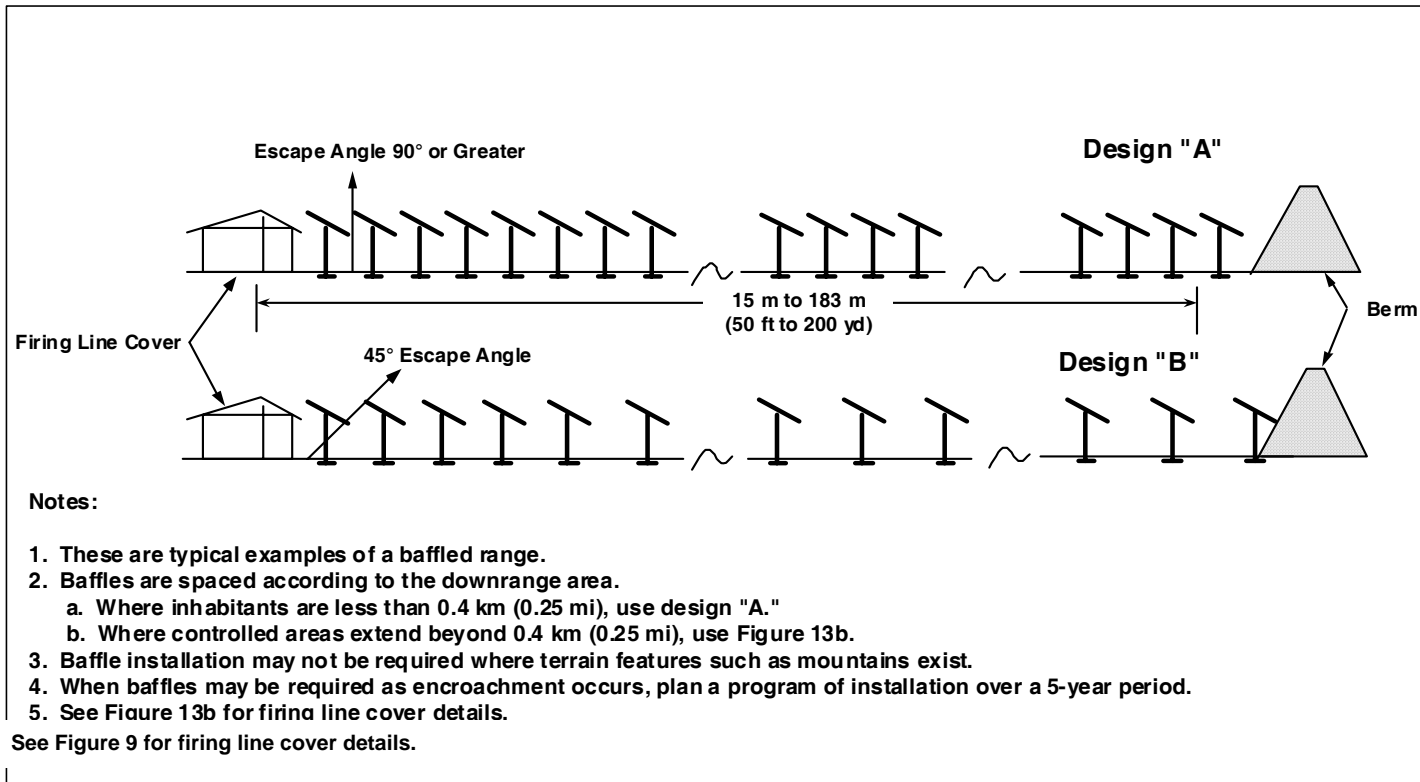 Escape Angle 90° or Greater
Design "A"
15 m to 183 m
(50 ft to 200 yd)
Berm
Firing Line Cover
45° Escape Angle
Design "B"
Notes:
1. These are typical examples of a baffled range.
2. Baffles are spaced according to the downrange area.
a. Where inhabitants are less than 0.4 km (0.25 mi), use design "A."
b. Where controlled areas extend beyond 0.4 km (0.25 mi), use Figure 13b.
3. Baffle installation may not be required where terrain features such as mountains exist.
4. When baffles may be required as encroachment occurs, plan a program of installation over a 5-year period.
5. See Figure 13b for firing line cover details.
See Figure 9 for firing line cover details.